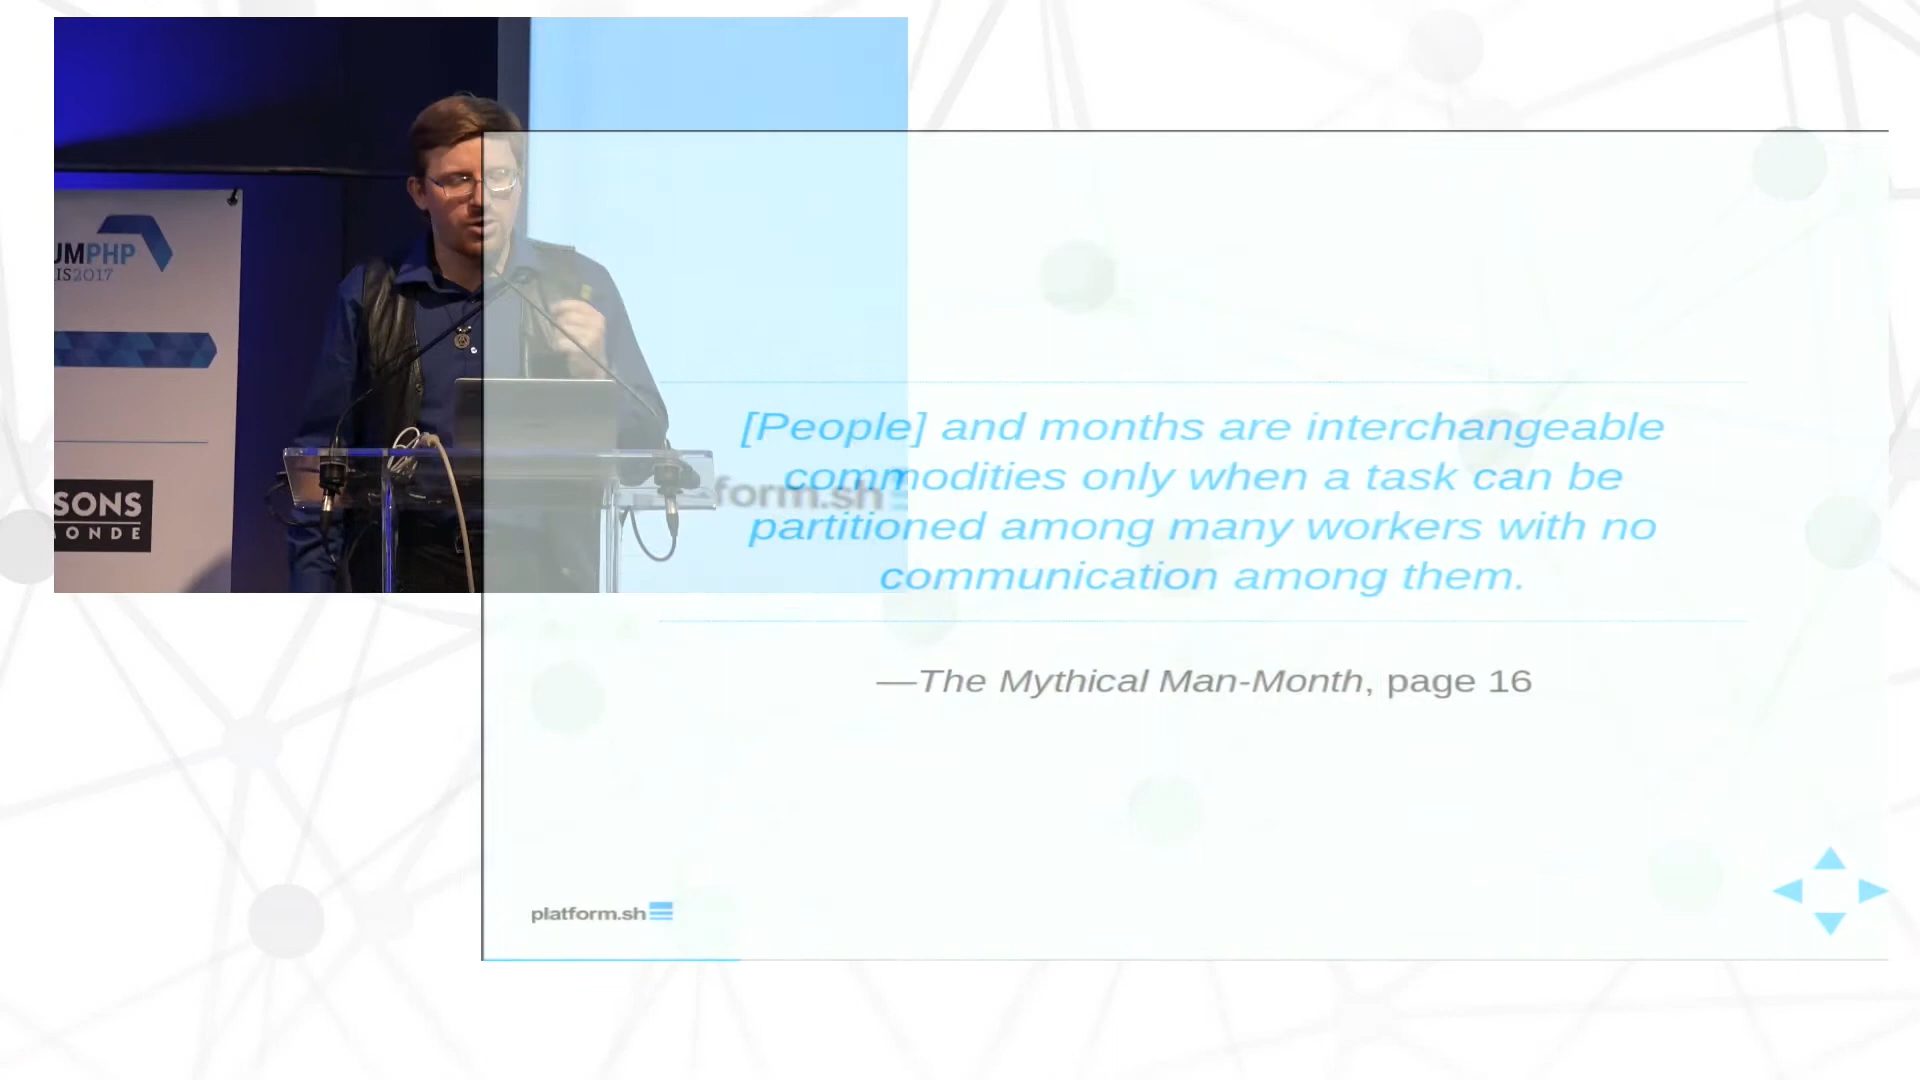 UMPHP
IS2017
SONS
ONDE
form.sh
[People] and months are interchangeable
commodities only when a task can be
partitioned among many workers with no
communication among them.
—The Mythical Man-Month, page 16
platform.sh